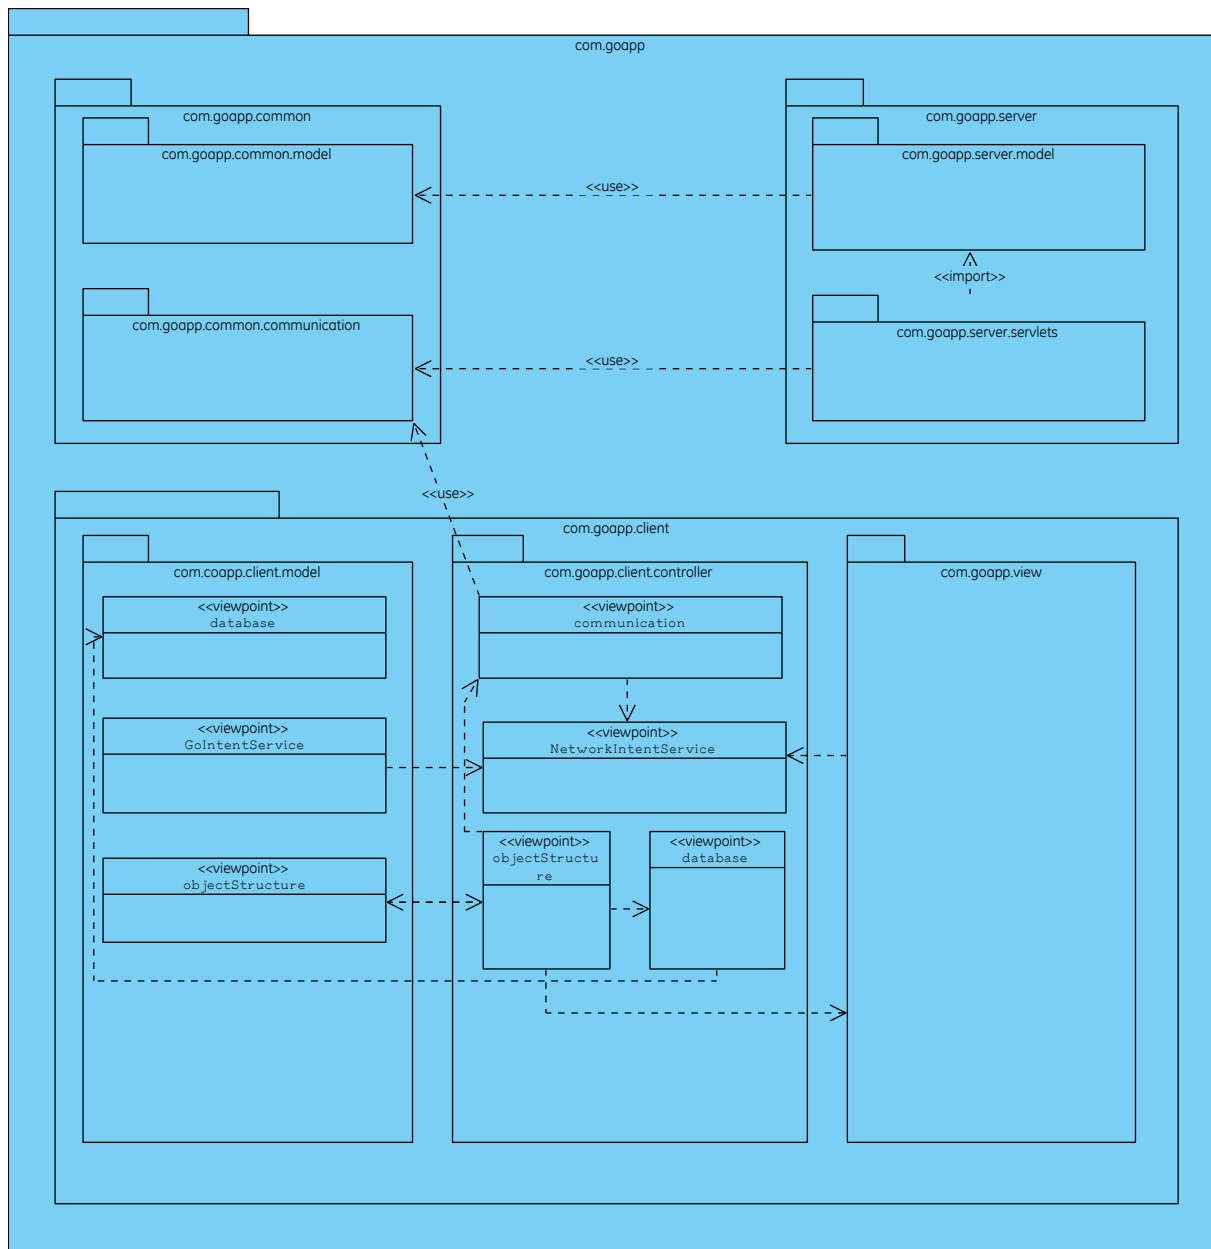 com.goapp
com.goapp.common
com.goapp.server
com.goapp.common.model
com.goapp.server.model
<<use>>
<<import>>
com.goapp.common.communication
com.goapp.server.servlets
<<use>>
<<use>>
com.goapp.client
com.coapp.client.model
com.goapp.client.controller
com.goapp.view
<<viewpoint>>
database
<<viewpoint>>
communication
<<viewpoint>>
GoIntentService
<<viewpoint>>
NetworkIntentService
<<viewpoint>>
objectStructure
<<viewpoint>>
objectStructu
re
<<viewpoint>>
database